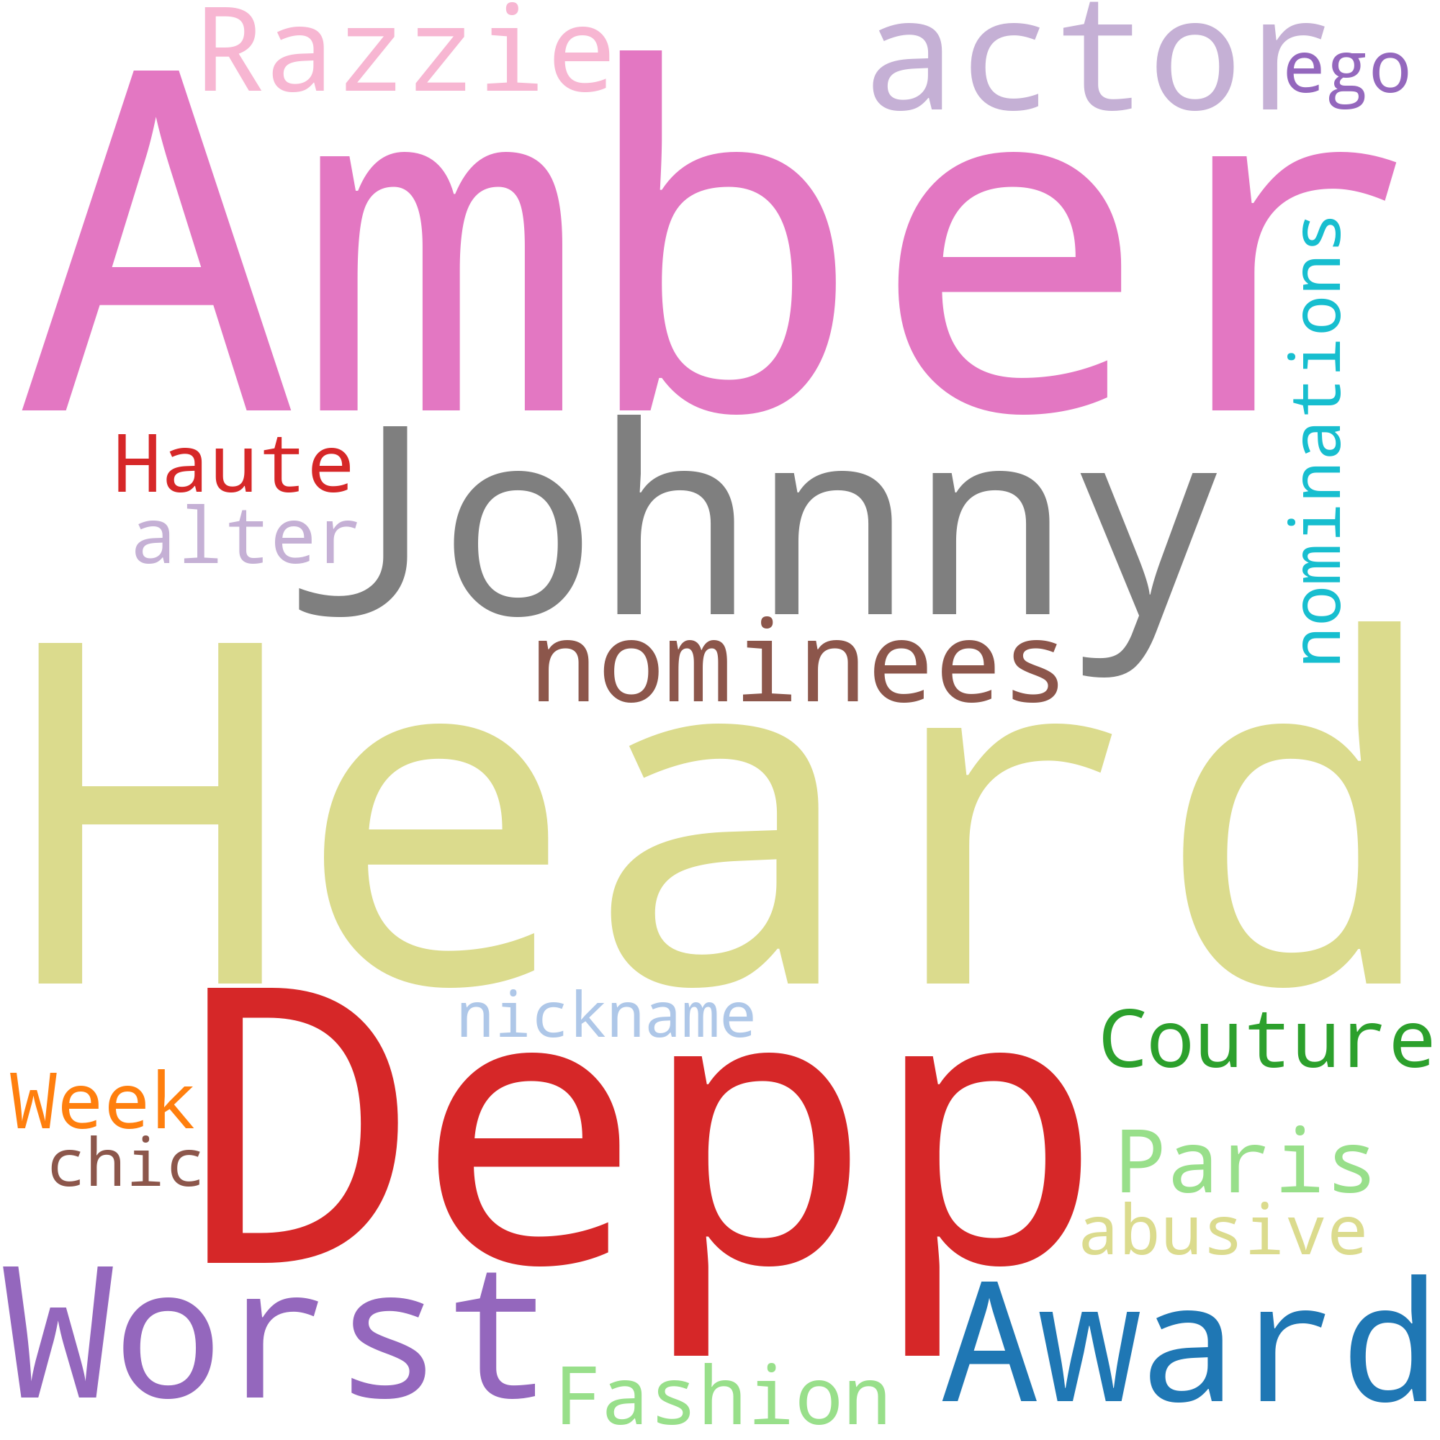 Razzie
actor
ego
Amber
nominations
Haute
Johnny
alter
nominees
Heard
Depp
nickname
Couture
Week
chic
Paris
abusive
Worst
Award
Fashion